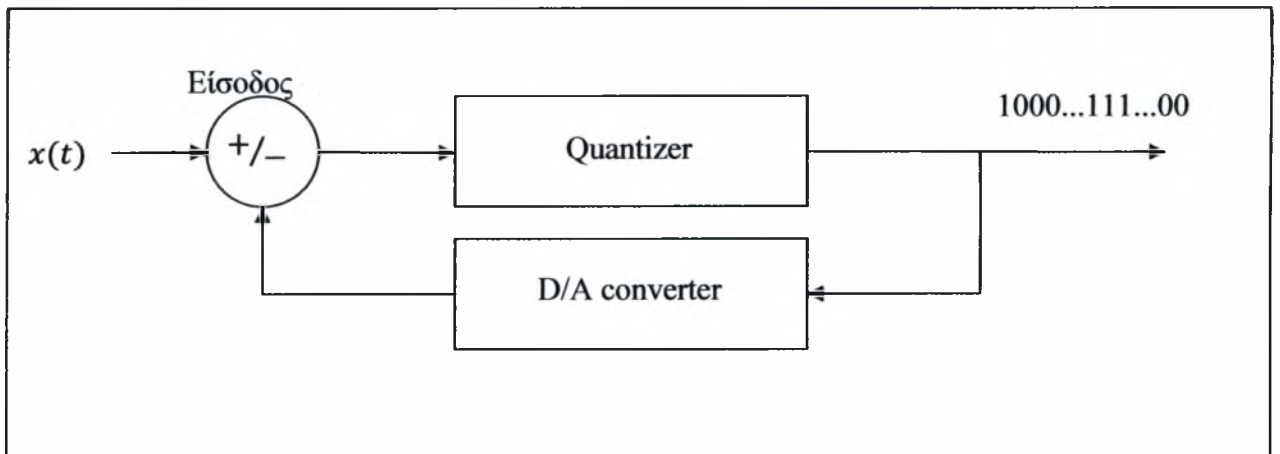 Είσοδος
1000...111...00
x(t)
+/−
Quantizer
D/A converter